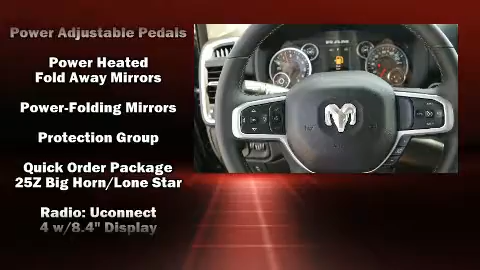 Power Adjustable Pedals
Power Heated
Fold Away Mirrors
Power-Folding Mirrors
Protection Group
Quick Order Package
25Z Big Horn/Lone Star
Radio: Uconnect
4 w/8.4" Display